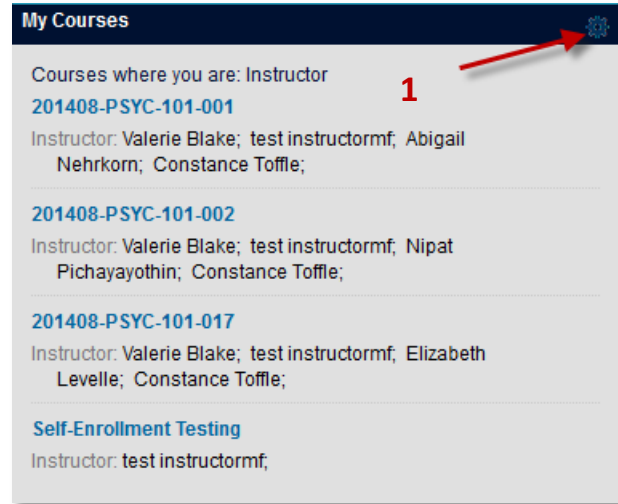 My Courses
Courses where you are: Instructor
1
201408-PSYC-101-001
Instructor: Valerie Blake; test instructormf; Abigail
Nehrkorn; Constance Toffle;
201408-PSYC-101-002
Instructor: Valerie Blake; test instructormf; Nipat
Pichayayothin; Constance Toffle;
201408-PSYC-101-017
Instructor: Valerie Blake; test instructormf; Elizabeth
Levelle; Constance Toffle;
Self-Enrollment Testing
Instructor: test instructormf;